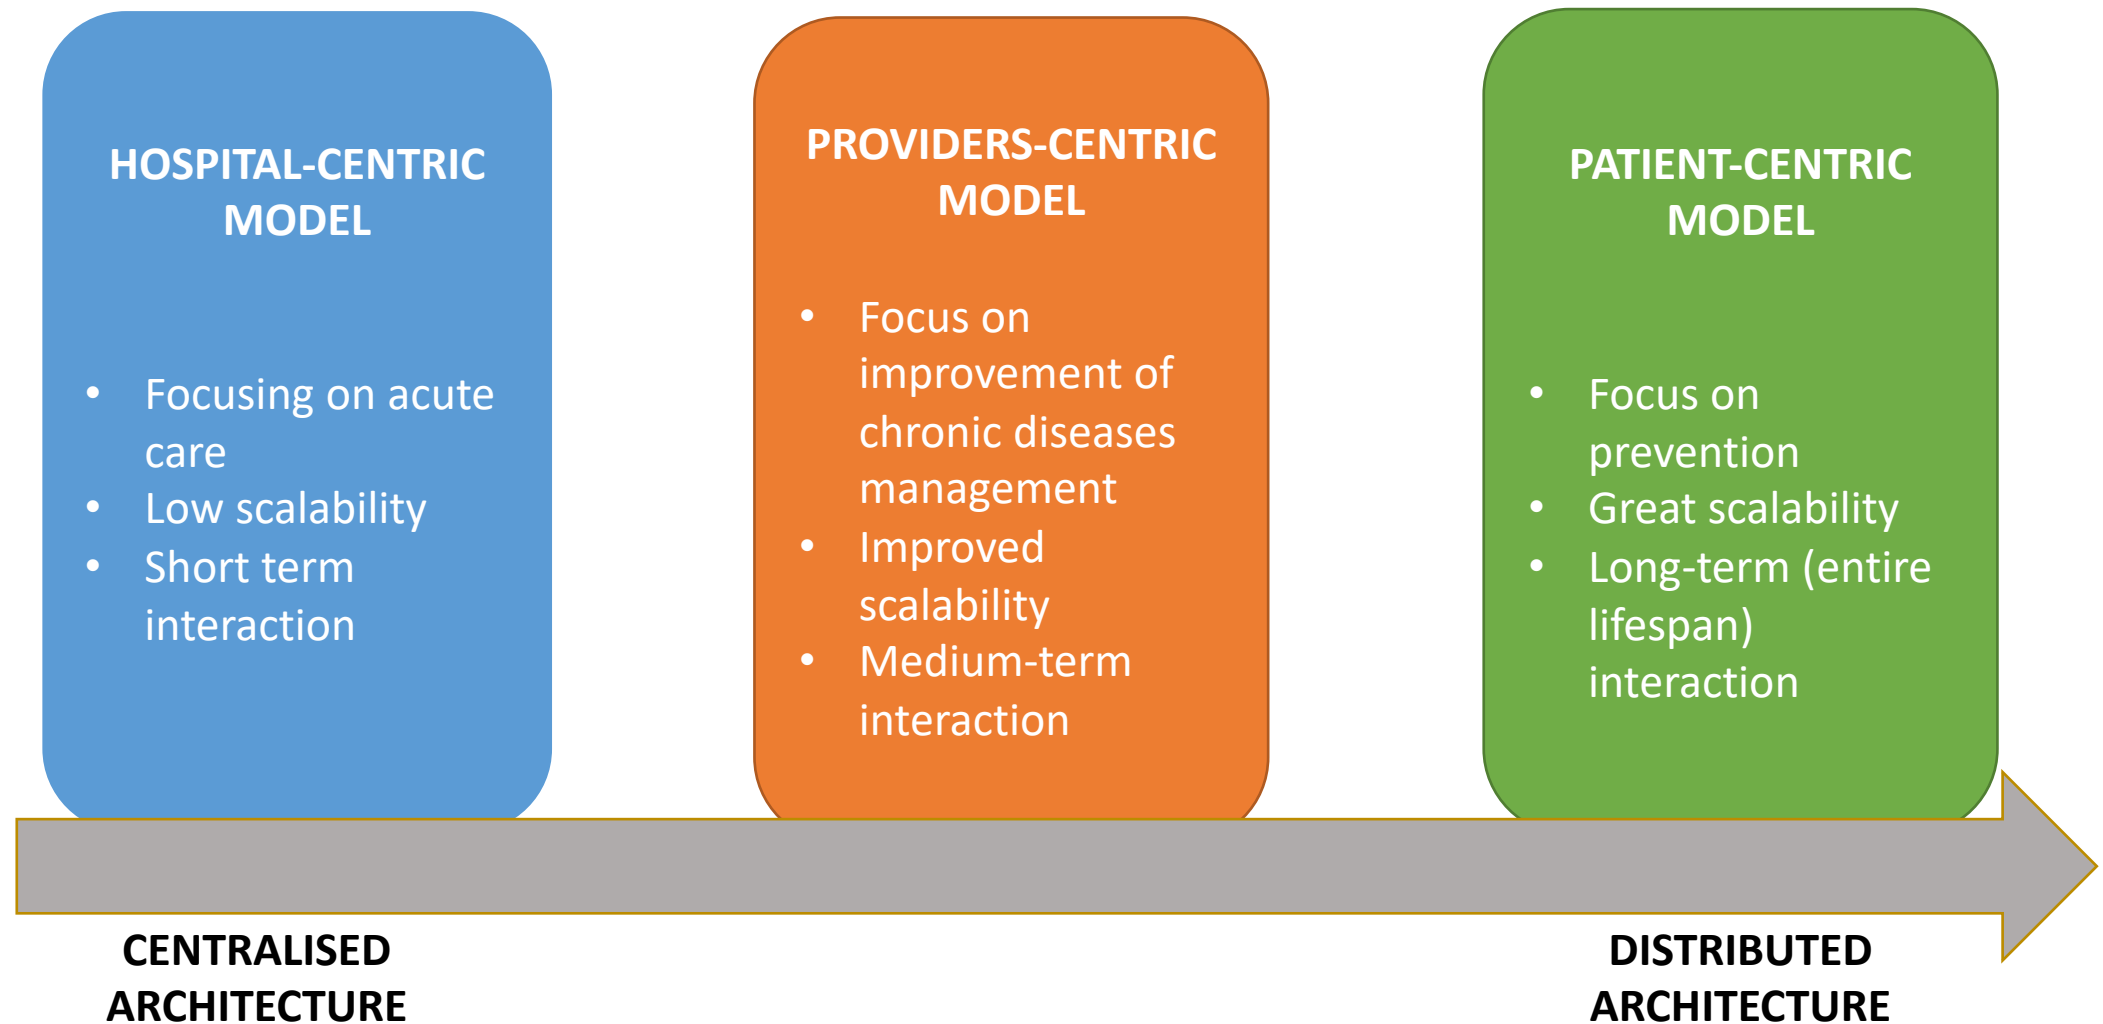 HOSPITAL-CENTRIC
MODEL
• Focusing on acute
care
• Low scalability
• Short term
interaction
PROVIDERS-CENTRIC
MODEL
• Focus on
improvement of
chronic diseases
management
• Improved
scalability
• Medium-term
interaction
PATIENT-CENTRIC
MODEL
• Focus on
prevention
• Great scalability
• Long-term (entire
lifespan)
interaction
CENTRALISED
ARCHITECTURE
DISTRIBUTED
ARCHITECTURE